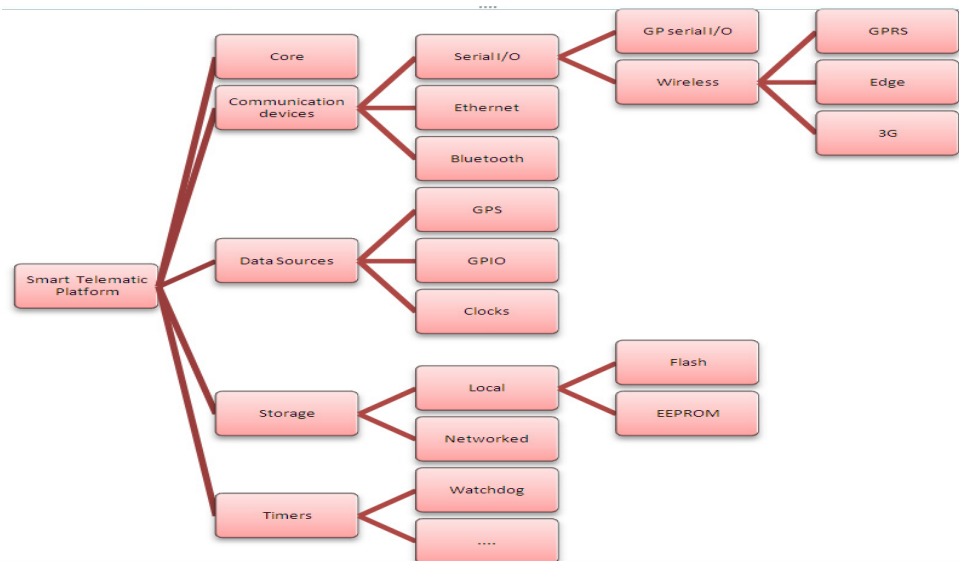 ....
Smart Telematic
Platform
Core
Communication
devices
Serial I/O
GP serial I/O
Wireless
GPRS
Edge
3G
Ethernet
Bluetooth
Data Sources
GPS
GPIO
Clocks
Storage
Local
Flash
EEPROM
Networked
Timers
Watchdog
....